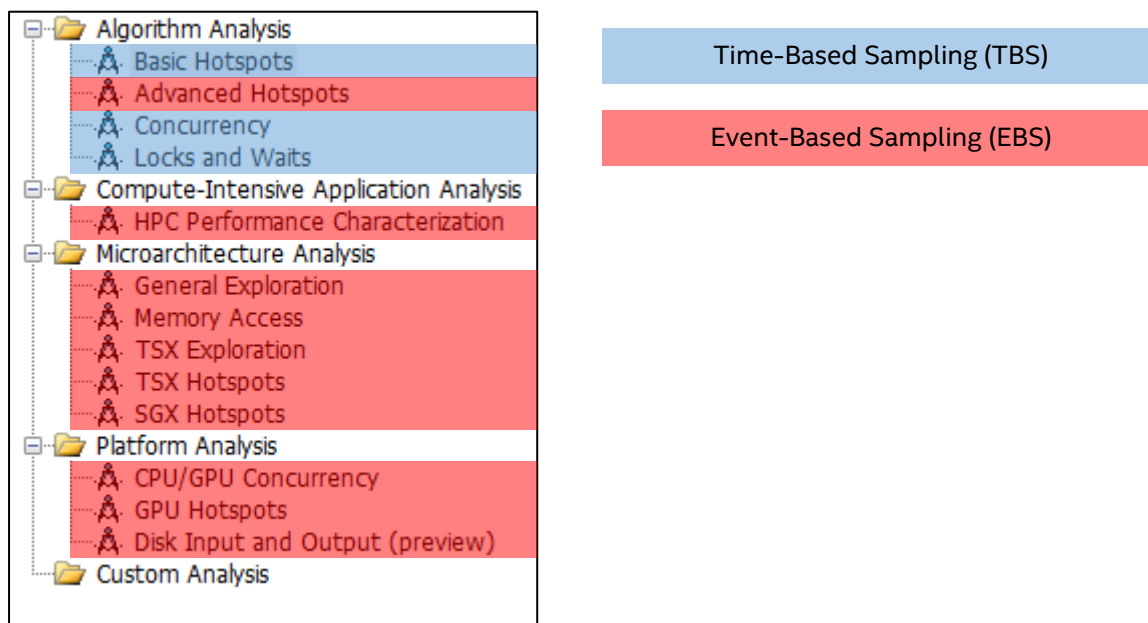 Algorithm Analysis
Basic Hotspots
Advanced Hotspots
Concurrency
Locks and Waits
Compute-Intensive Application Analysis
HPC Performance Characterization
Microarchitecture Analysis
General Exploration
Memory Access
TSX Exploration
TSX Hotspots
SGX Hotspots
Platform Analysis
CPU/GPU Concurrency
GPU Hotspots
Disk Input and Output (preview)
Custom Analysis
Time-Based Sampling (TBS)
Event-Based Sampling (EBS)